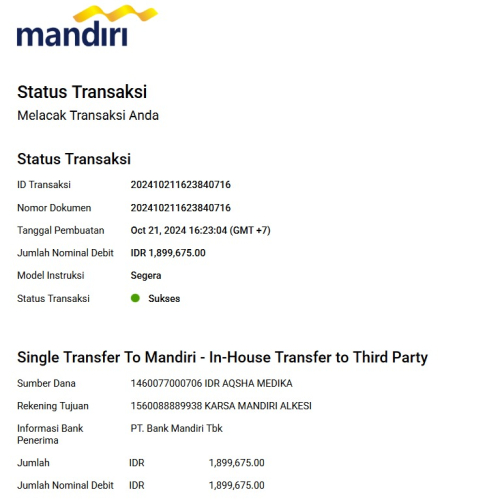 mandiri
Status Transaksi
Melacak Transaksi Anda
Status Transaksi
ID Transaksi 202410211623840716
Nomor Dokumen 202410211623840716
Tanggal Pembuatan Oct 21, 2024 16:23:04 (GMT +7)
Jumlah Nominal Debit IDR 1,899,675.00
Model Instruksi Segera
Status Transaksi Sukses
Single Transfer To Mandiri - In-House Transfer to Third Party
Sumber Dana 1460077000706 IDR AQSHA MEDIKA
Rekening Tujuan 1560088889938 KARSA MANDIRI ALKESI
Informasi Bank PT. Bank Mandiri Tbk
Penerima
Jumlah IDR 1,899,675.00
Jumlah Nominal Debit IDR 1,899,675.00